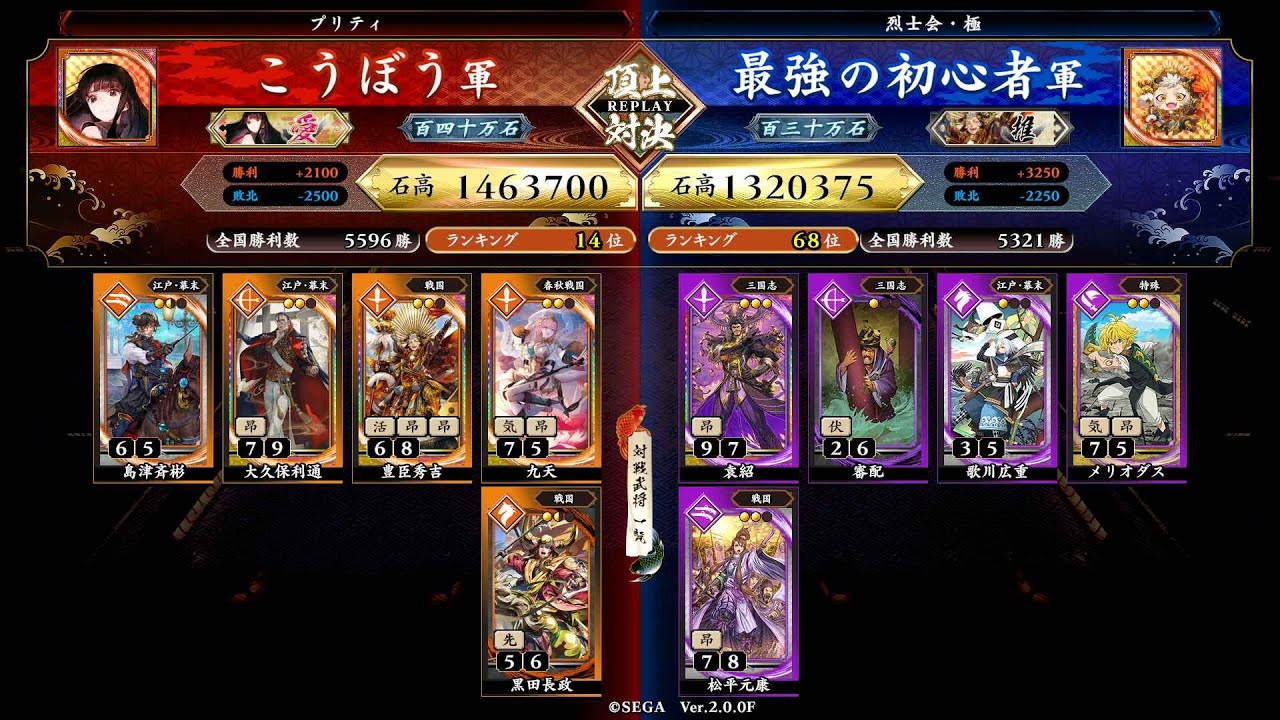 プリティ
烈士会・極
こうぼう軍
最強の初心者軍
頂上
REPLAY
対決
愛
百四十万石
百三十万石
推
勝利 +2100
敗北 -2500
石高 1463700
石高 1320375
勝利 +3250
敗北 -2250
全国勝利数 5596勝
ランキング 14位
ランキング 68位
全国勝利数 5321勝
江戸・幕末
江戸・幕末
戦国
春秋戦国
三国志
三国志
江戸・幕末
特殊
昂
活 昂 昂
気 昂
昂
伏
気 昂
6 5
7 9
6 8
7 5
9 7
2 6
3 5
7 5
島津斉彬
大久保利通
豊臣秀吉
九天
袁紹
審配
歌川広重
メリオダス
対戦武将一覧
戦国
戦国
先
昂
5 6
7 8
黒田長政
松平元康
©SEGA Ver.2.0.0F